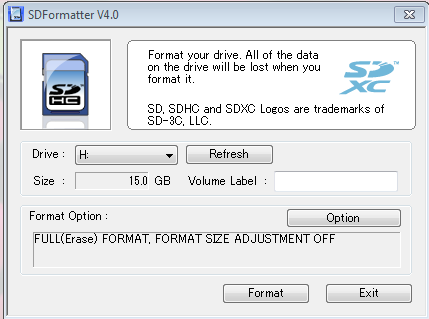 SDFormatter V4.0
Format your drive. All of the data
on the drive will be lost when you
format it.
SD, SDHC and SDXC Logos are trademarks of
SD-3C, LLC.
SD HC
SD XC™
Drive : H: Refresh
Size : 15.0 GB Volume Label :
Format Option : Option
FULL(Erase) FORMAT, FORMAT SIZE ADJUSTMENT OFF
Format Exit